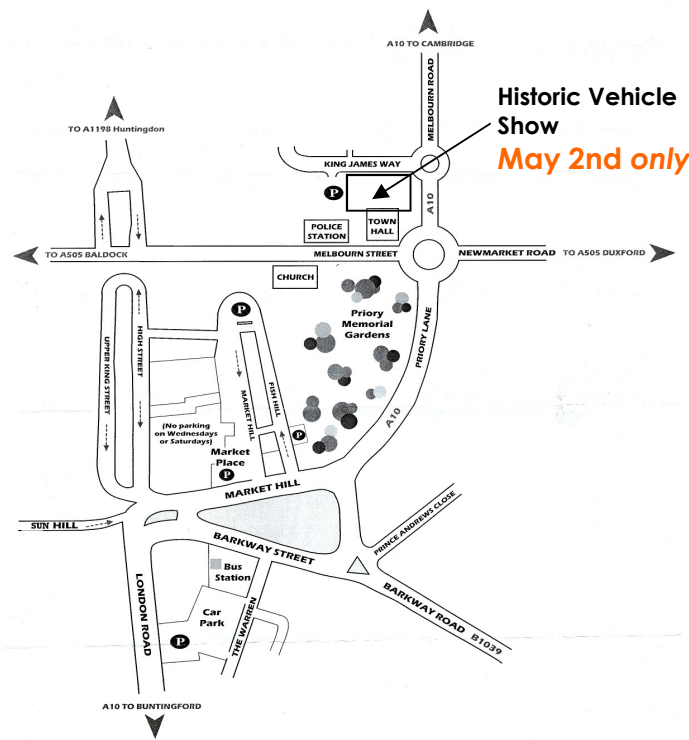 A10 TO CAMBRIDGE
MELBOURN ROAD
Historic Vehicle
Show
May 2nd only
TO A1198 Huntingdon
KING JAMES WAY
P
A10
POLICE
STATION
TOWN
HALL
TO A505 BALDOCK
MELBOURN STREET
NEWMARKET ROAD
TO A505 DUXFORD
CHURCH
P
Priory
Memorial
Gardens
PRIORY LANE
UPPER KING STREET
HIGH STREET
MARKET HILL
FISH HILL
A10
(No parking
on Wednesdays
or Saturdays)
P
Market
Place
P
MARKET HILL
SUN HILL
BARKWAY STREET
PRINCE ANDREWS CLOSE
Bus
Station
LONDON ROAD
Car
Park
THE WARREN
BARKWAY ROAD
B1039
P
A10 TO BUNTINGFORD